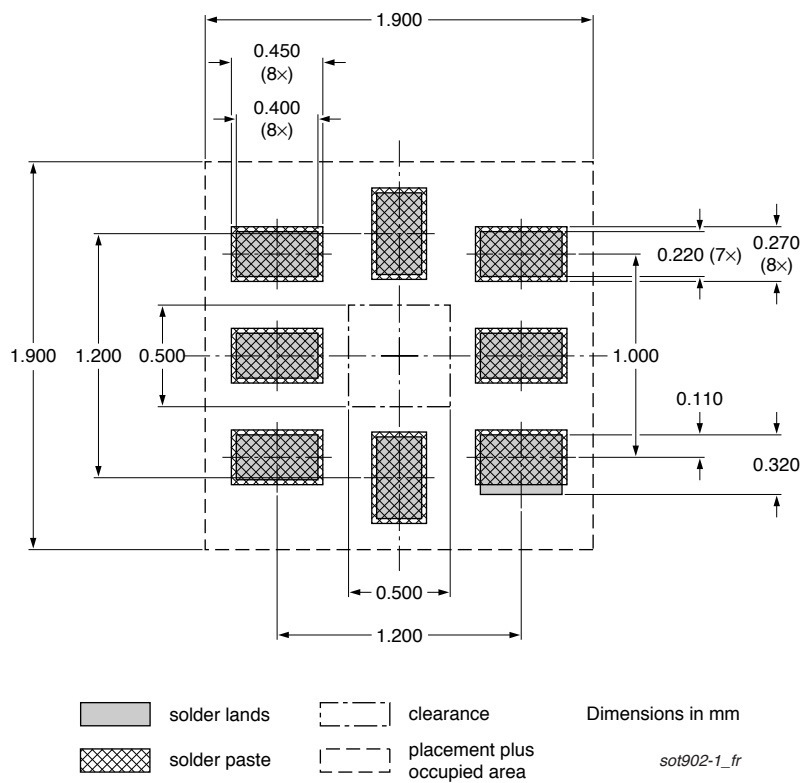 1.900
0.450
(8×)
0.400
(8×)
0.220 (7×)
0.270
(8×)
1.900
1.200
0.500
1.000
0.110
0.320
0.500
1.200
solder lands
clearance
Dimensions in mm
solder paste
placement plus
occupied area
sot902-1_fr